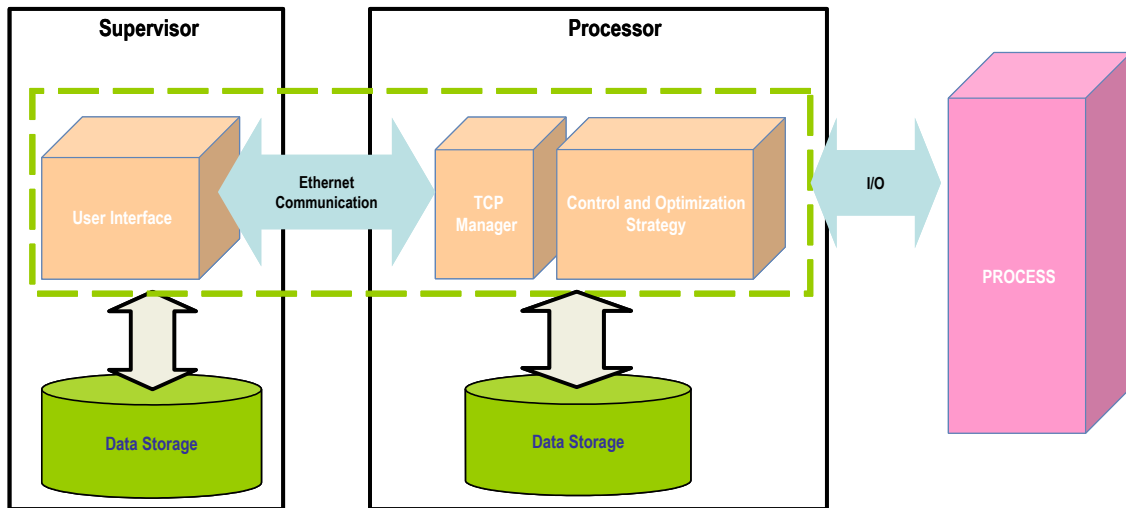 Supervisor
Processor
User Interface
Ethernet
Communication
TCP
Manager
Control and Optimization
Strategy
I/O
PROCESS
Data Storage
Data Storage